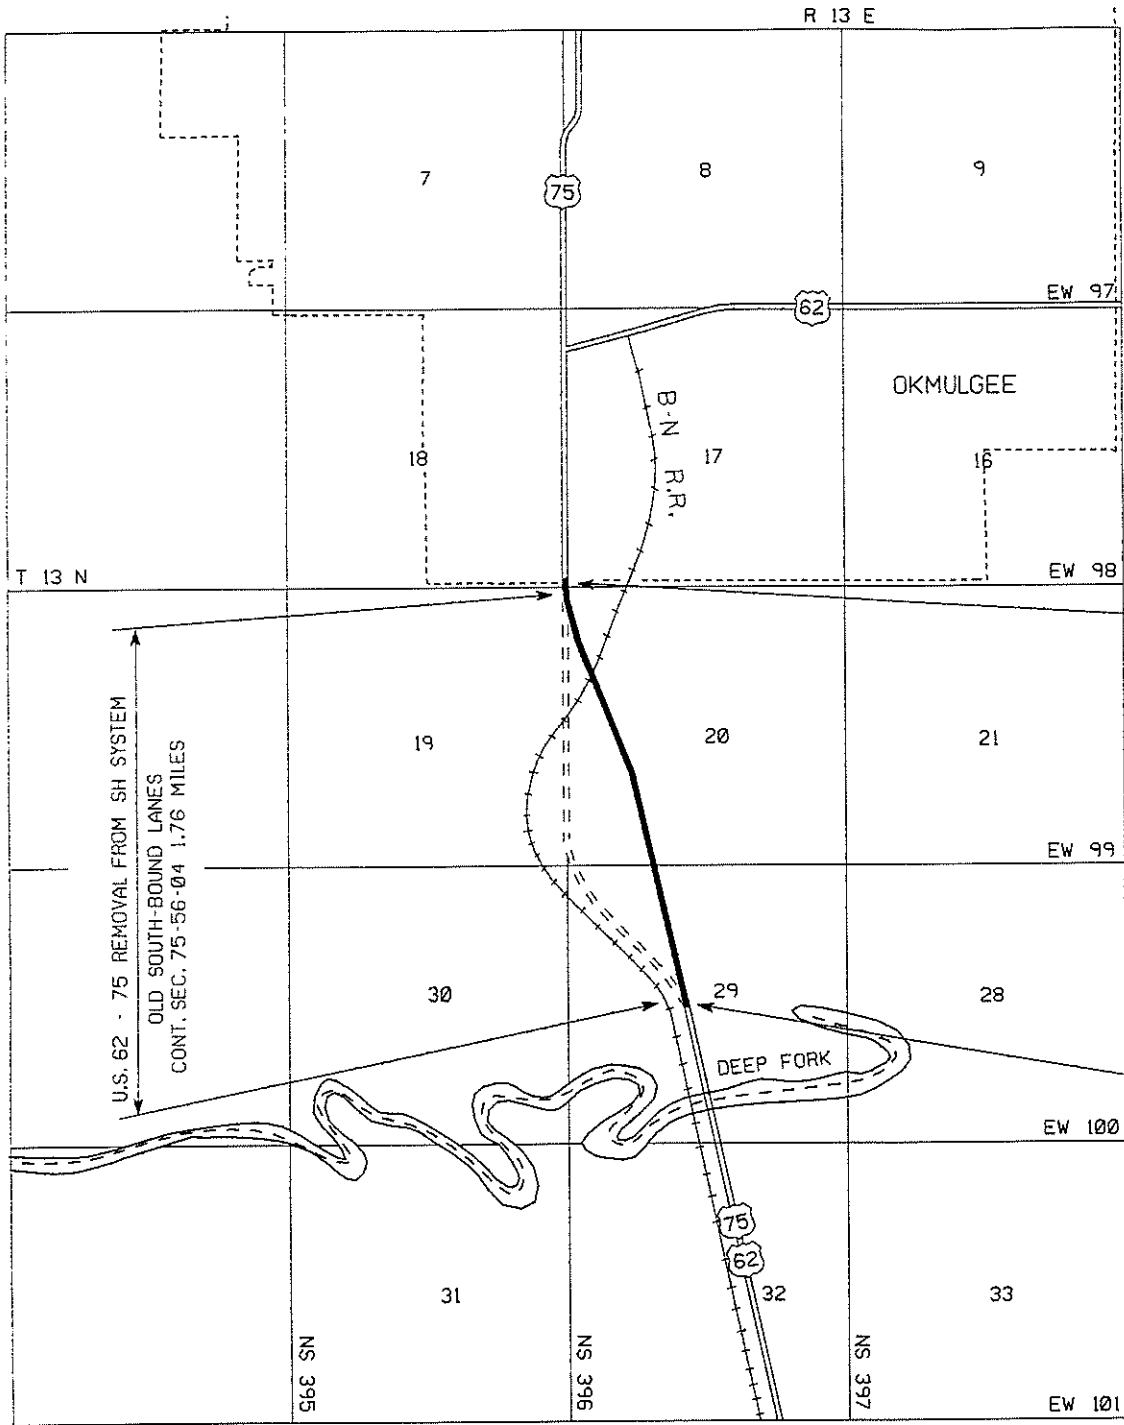 R 13 E
7
8
9
75
EW 97
62
OKMULGEE
B-N R.R.
18
17
16
T 13 N
EW 98
U.S. 62 - 75 REMOVAL FROM SH SYSTEM
OLD SOUTH-BOUND LANES
CONT. SEC. 75-56-04 1.76 MILES
19
20
21
EW 99
30
29
28
DEEP FORK
EW 100
75
62
31
32
33
NS 395
NS 396
NS 397
EW 101